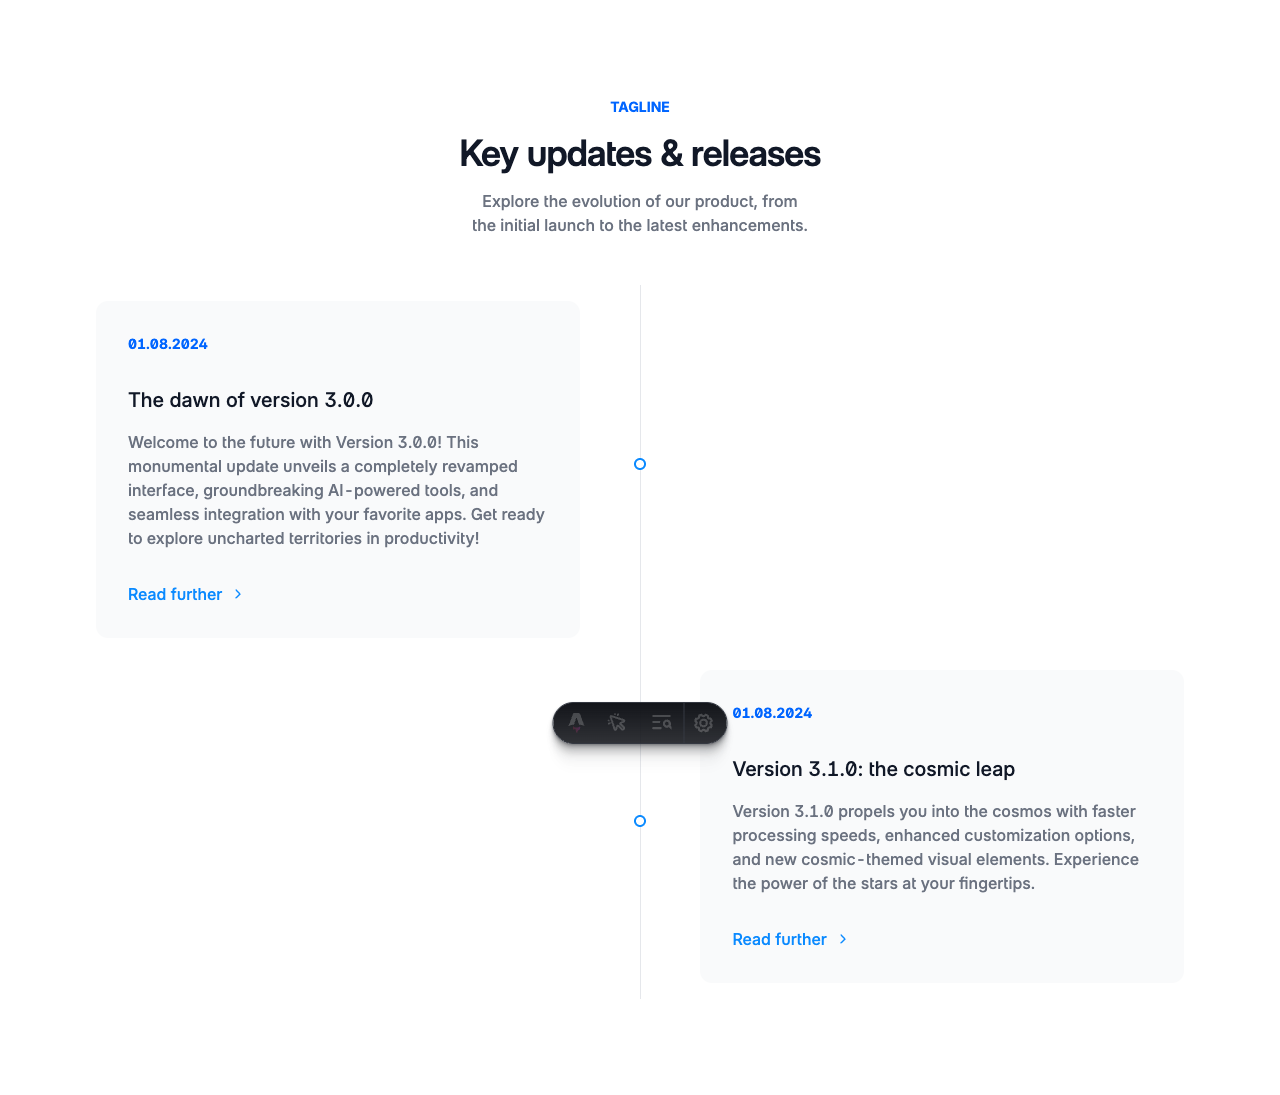 TAGLINE
Key updates & releases
Explore the evolution of our product, from
the initial launch to the latest enhancements.
01.08.2024
The dawn of version 3.0.0
Welcome to the future with Version 3.0.0! This
monumental update unveils a completely revamped
interface, groundbreaking AI-powered tools, and
seamless integration with your favorite apps. Get ready
to explore uncharted territories in productivity!
Read further
01.08.2024
Version 3.1.0: the cosmic leap
Version 3.1.0 propels you into the cosmos with faster
processing speeds, enhanced customization options,
and new cosmic-themed visual elements. Experience
the power of the stars at your fingertips.
Read further